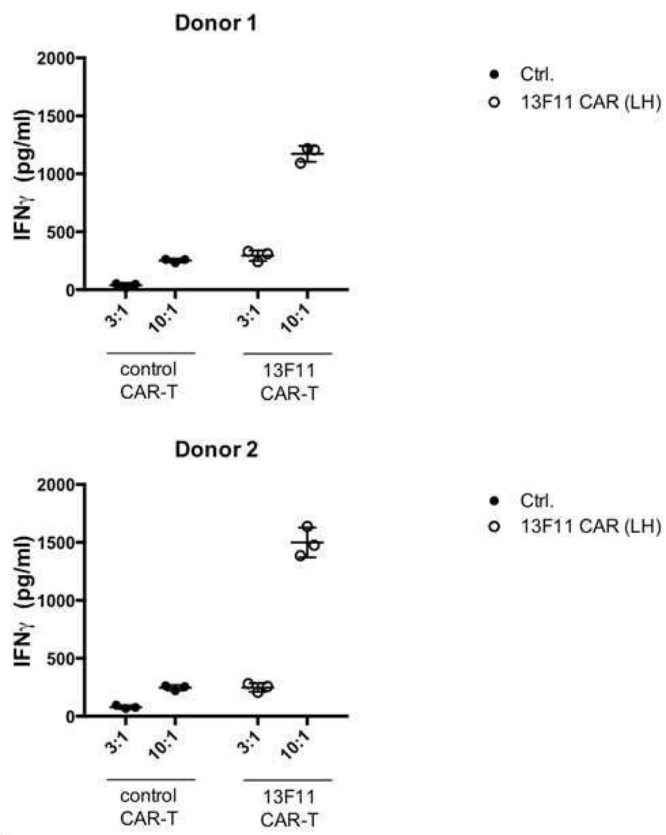 Donor 1
2000
1500
1000
500
0
IFNγ (pg/ml)
3:1
10:1
3:1
10:1
control
CAR-T
13F11
CAR-T
Ctrl.
13F11 CAR (LH)
Donor 2
2000
1500
1000
500
0
IFNγ (pg/ml)
3:1
10:1
3:1
10:1
control
CAR-T
13F11
CAR-T
Ctrl.
13F11 CAR (LH)